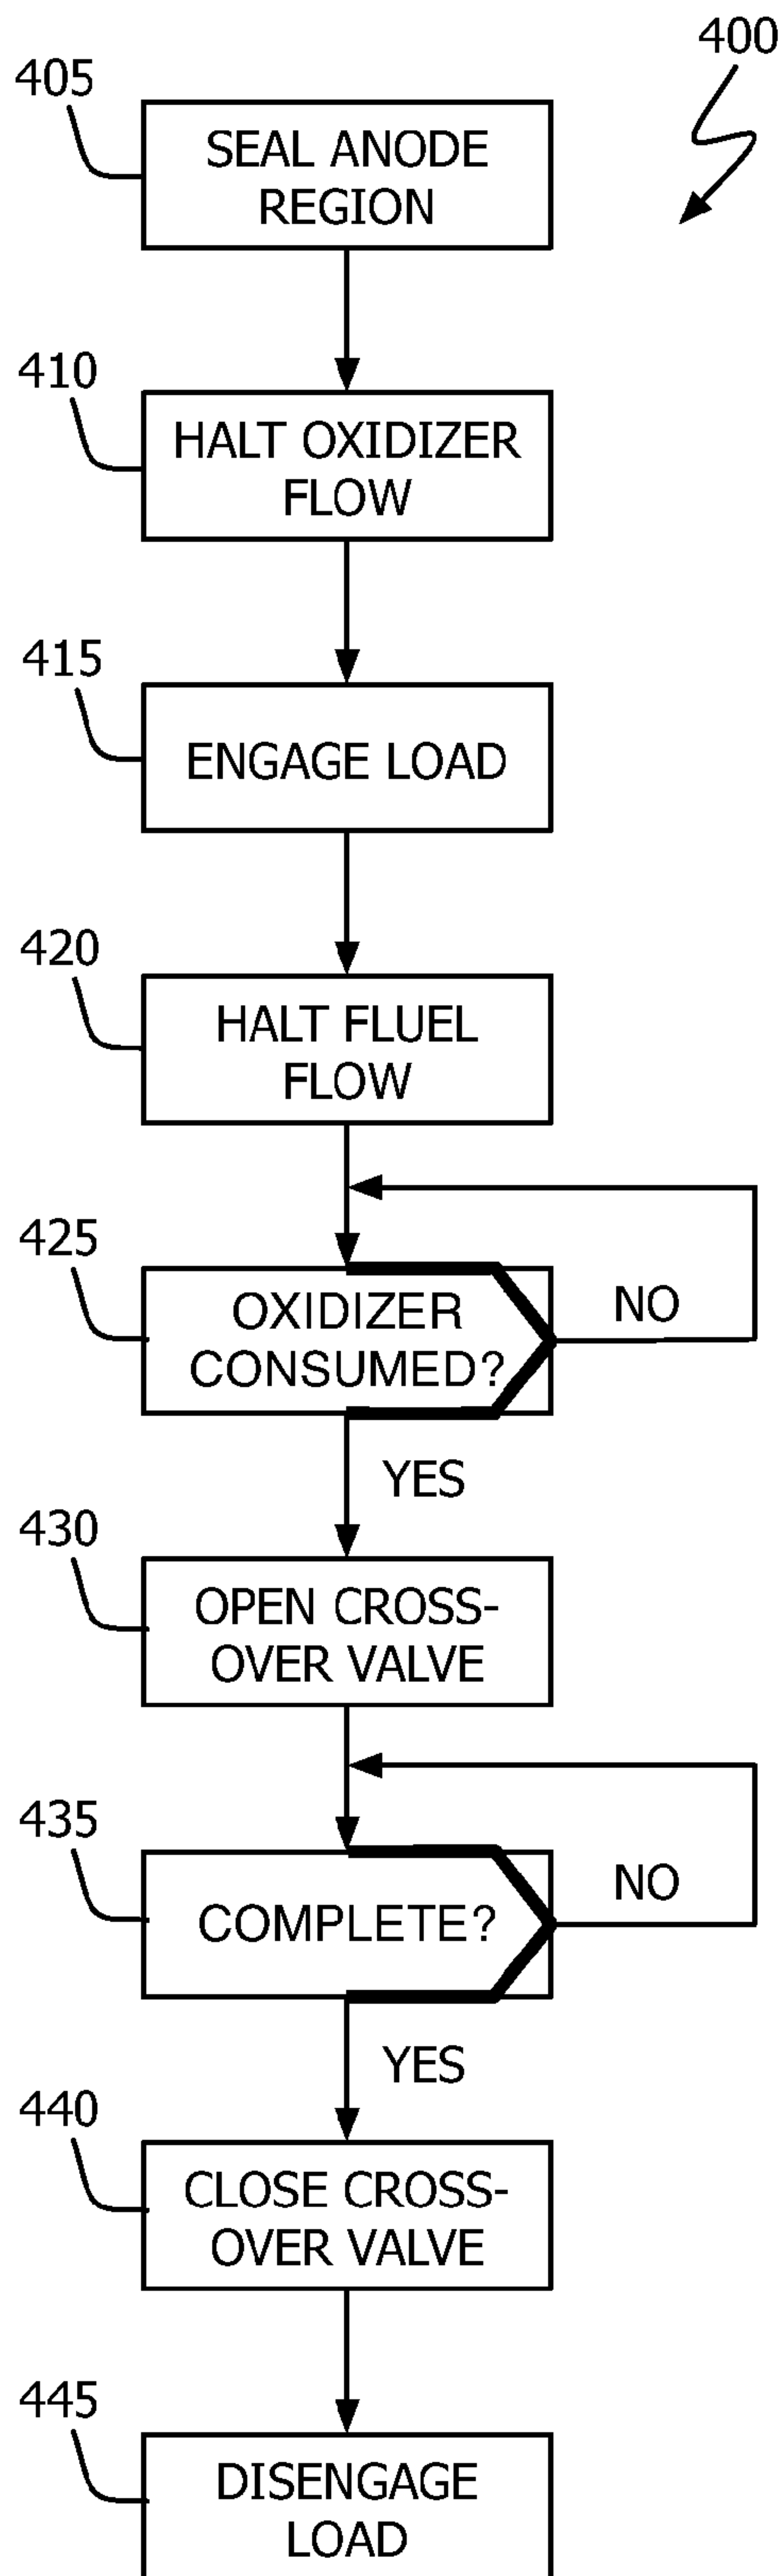 400
405
SEAL ANODE
REGION
410
HALT OXIDIZER
FLOW
415
ENGAGE LOAD
420
HALT FLUEL
FLOW
425
OXIDIZER
CONSUMED?
NO
YES
430
OPEN CROSS-
OVER VALVE
435
COMPLETE?
NO
YES
440
CLOSE CROSS-
OVER VALVE
445
DISENGAGE
LOAD